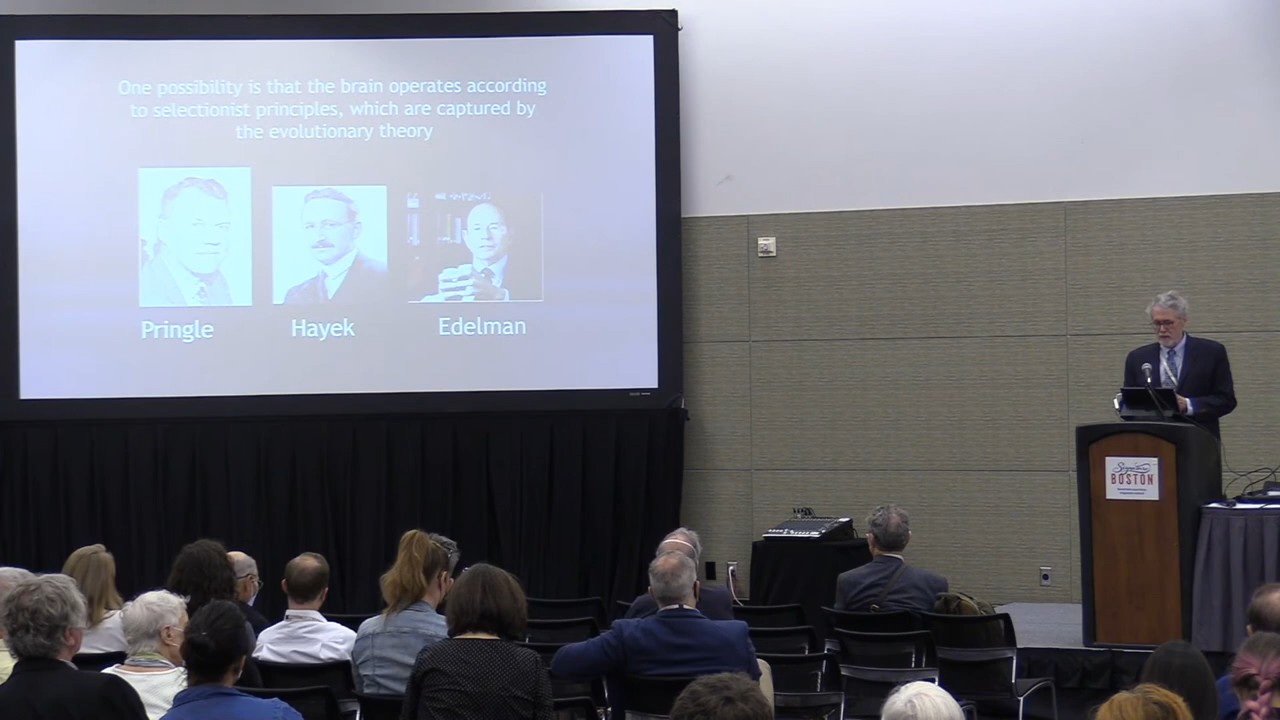 One possibility is that the brain operates according
to selectionist principles, which are captured by
the evolutionary theory
Pringle
Hayek
Edelman
Signature
BOSTON